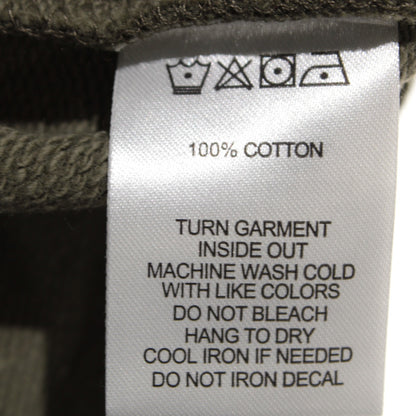 100% COTTON
TURN GARMENT
INSIDE OUT
MACHINE WASH COLD
WITH LIKE COLORS
DO NOT BLEACH
HANG TO DRY
COOL IRON IF NEEDED
DO NOT IRON DECAL